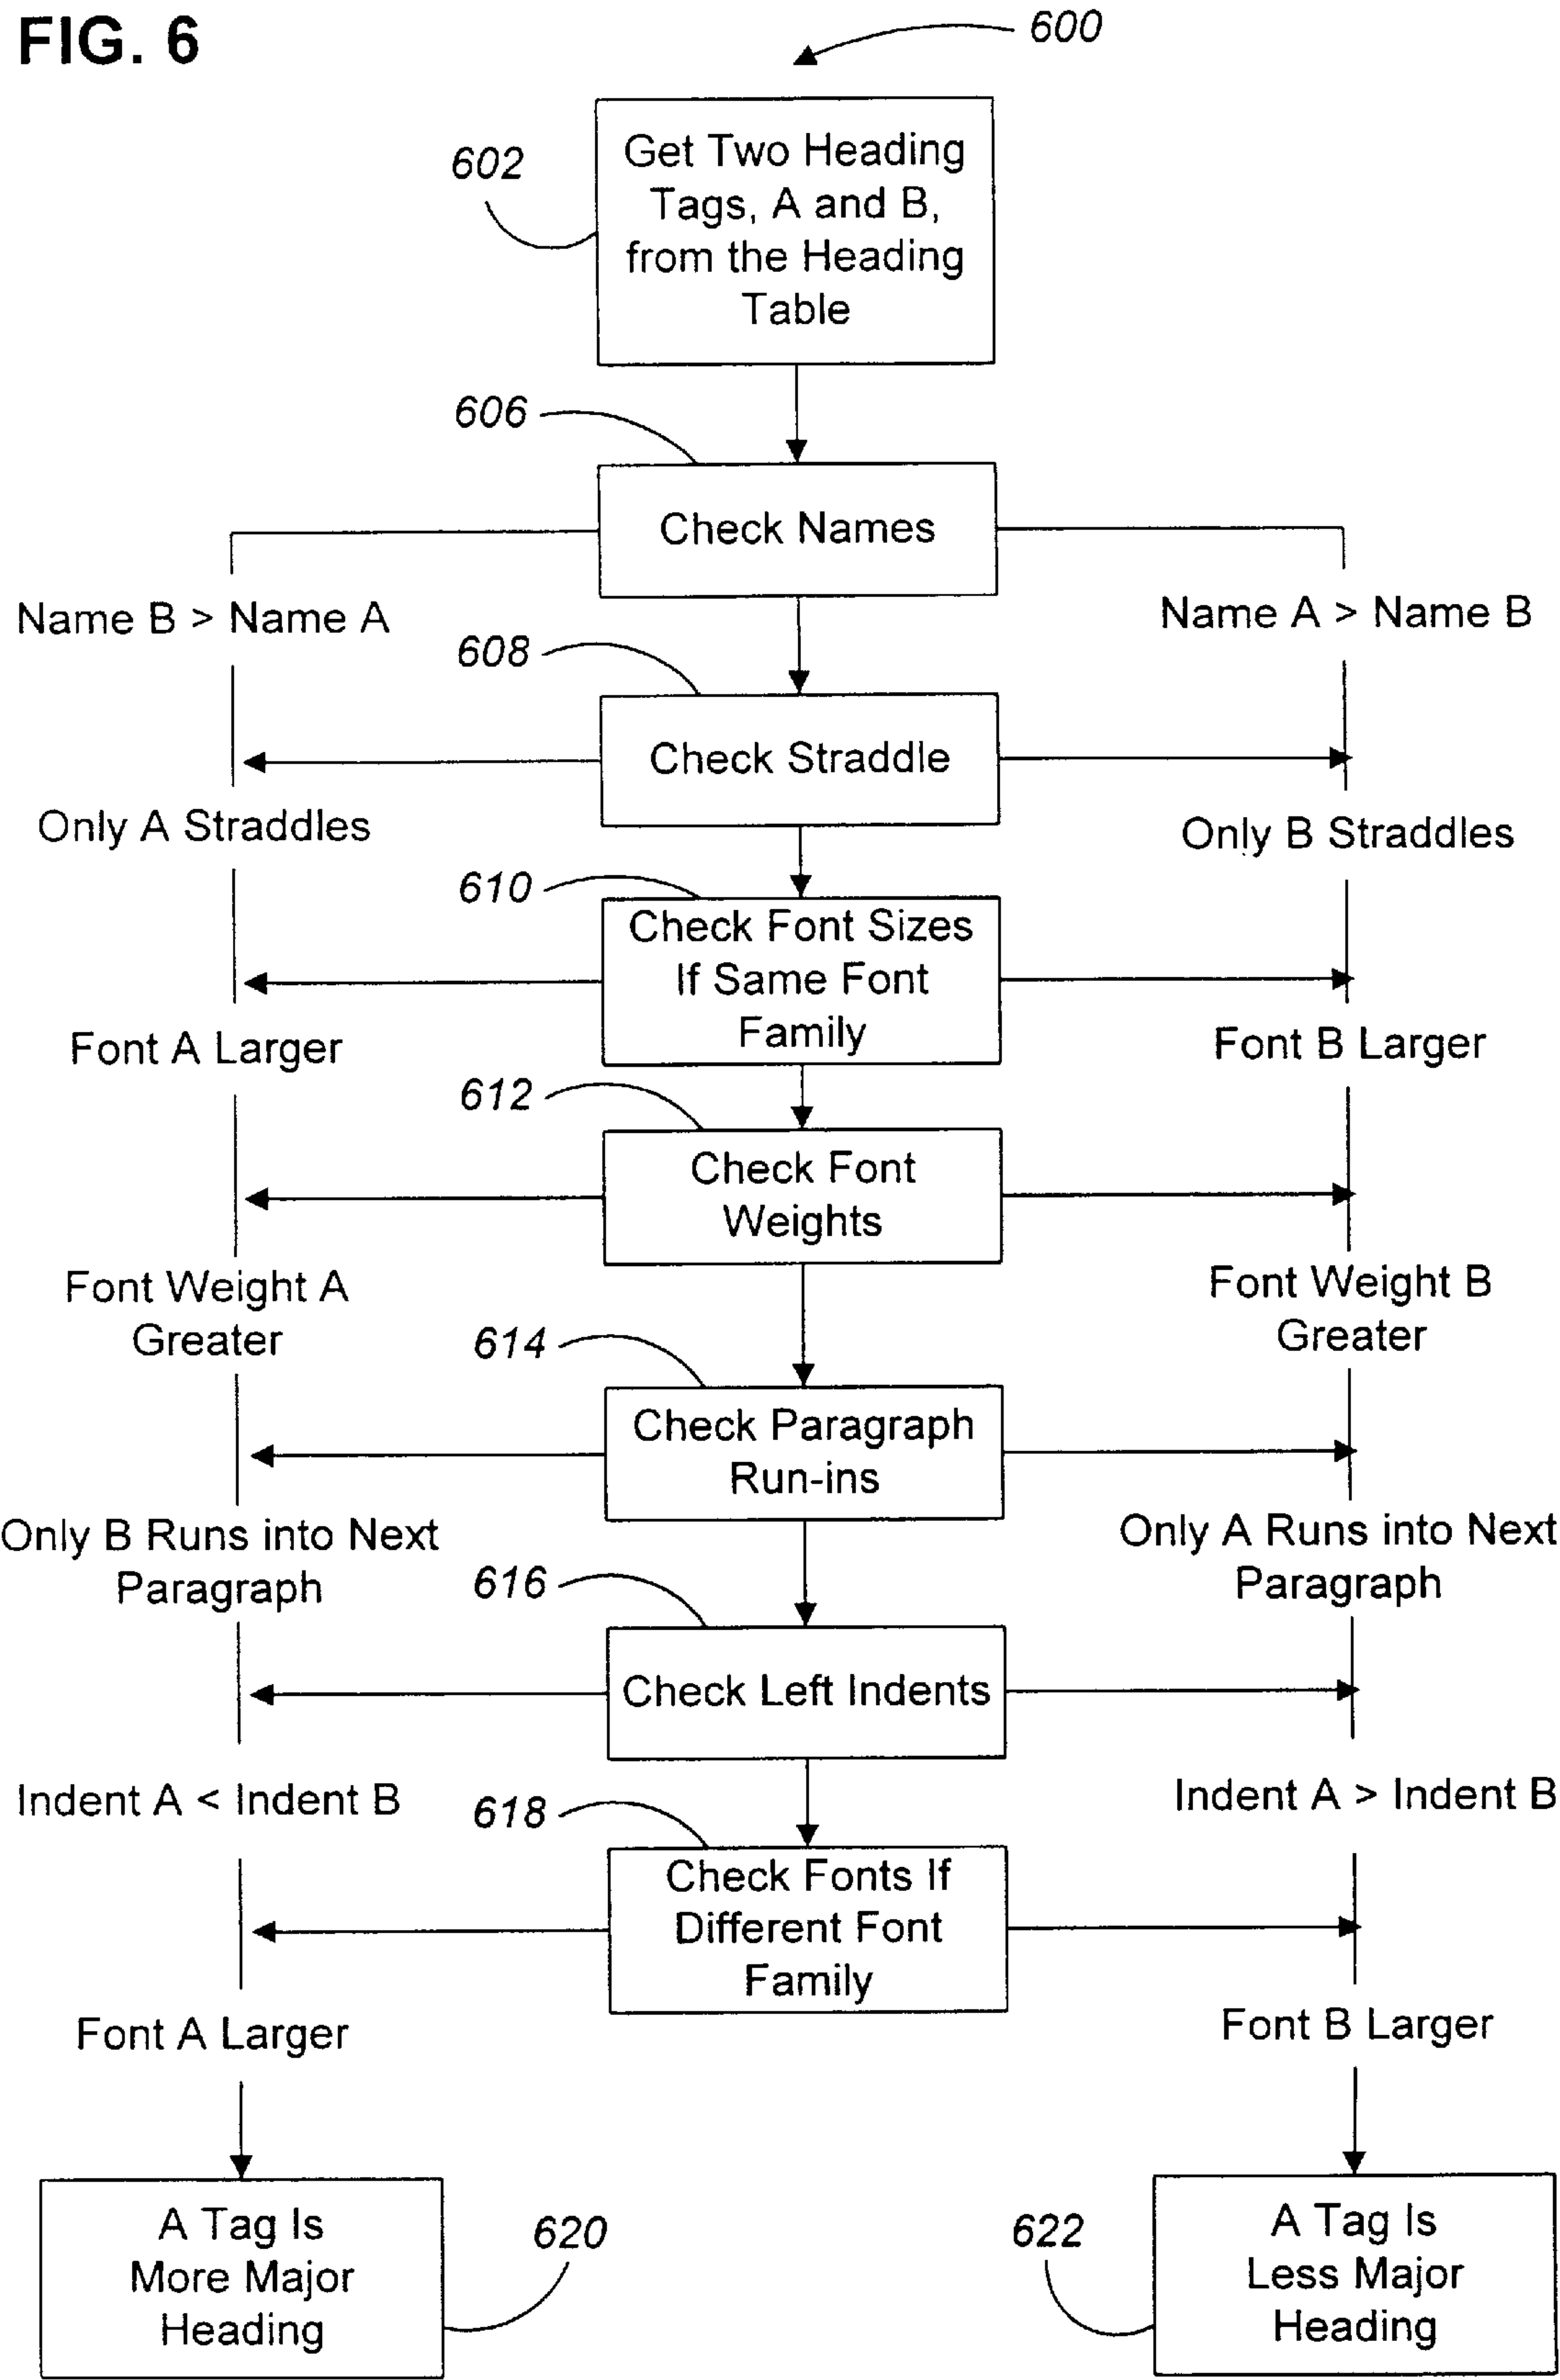 FIG. 6
600
602
Get Two Heading
Tags, A and B,
from the Heading
Table
606
Check Names
Name B > Name A
Name A > Name B
608
Check Straddle
Only A Straddles
Only B Straddles
610
Check Font Sizes
If Same Font
Family
Font A Larger
Font B Larger
612
Check Font
Weights
Font Weight A
Greater
Font Weight B
Greater
614
Check Paragraph
Run-ins
Only B Runs into Next
Paragraph
Only A Runs into Next
Paragraph
616
Check Left Indents
Indent A < Indent B
Indent A > Indent B
618
Check Fonts If
Different Font
Family
Font A Larger
Font B Larger
A Tag Is
More Major
Heading
620
622
A Tag Is
Less Major
Heading